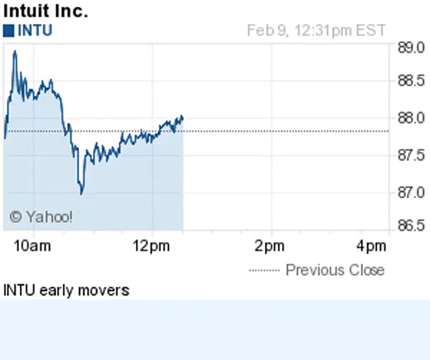 Intuit Inc.
INTU
Feb 9, 12:31pm EST
89.0
88.5
88.0
87.5
87.0
86.5
© Yahoo!
10am
12pm
2pm
4pm
Previous Close
INTU early movers